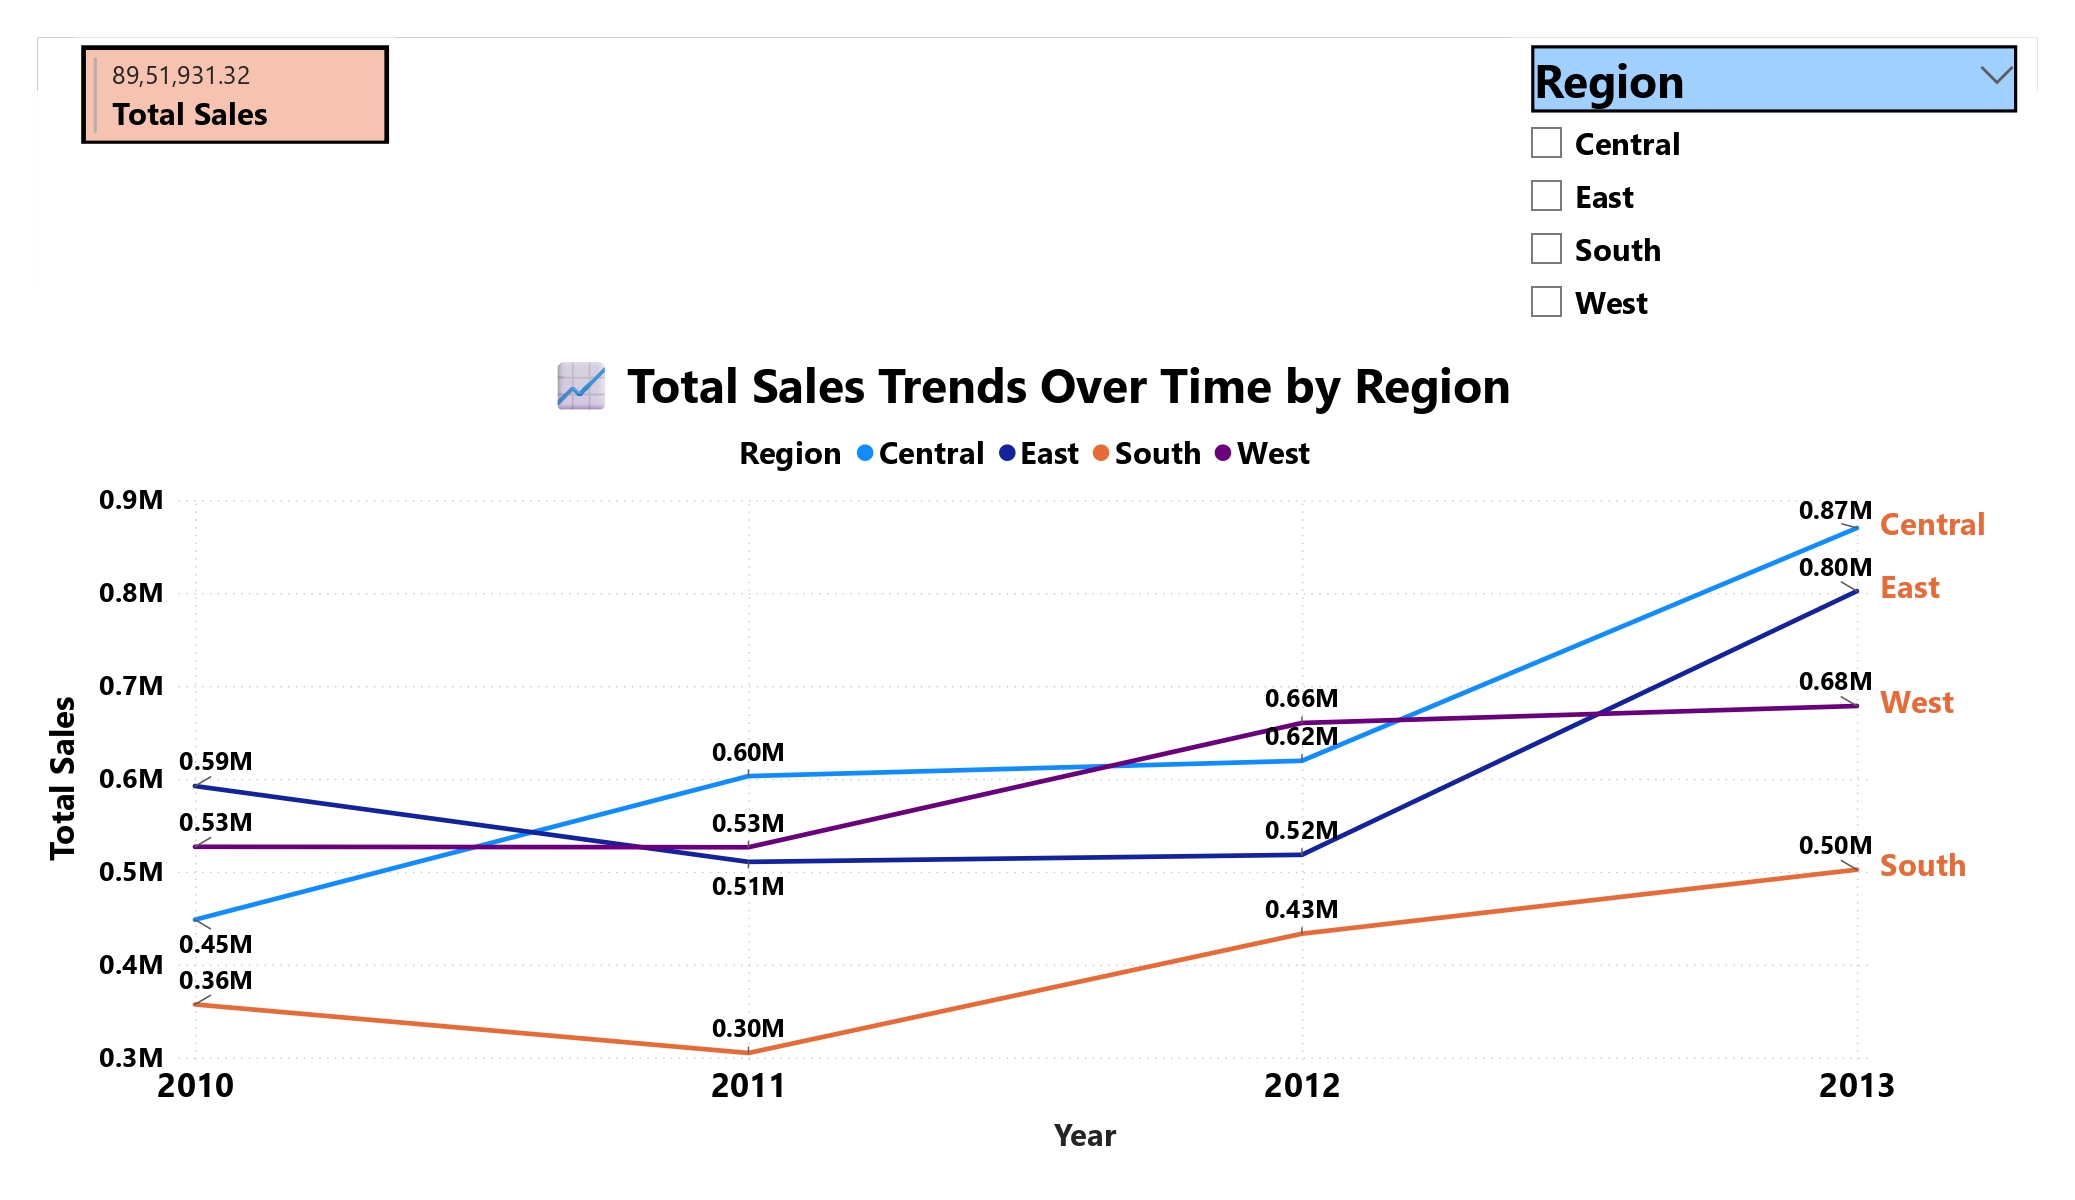 89,51,931.32
Total Sales
Region
Central
East
South
West
Total Sales Trends Over Time by Region
Region Central East South West
0.9M
0.8M
0.7M
0.6M
0.5M
0.4M
0.3M
Total Sales
0.59M
0.53M
0.45M
0.36M
0.60M
0.53M
0.51M
0.30M
0.66M
0.62M
0.52M
0.43M
0.87M
0.80M
0.68M
0.50M
Central
East
West
South
2010 2011 2012 2013
Year